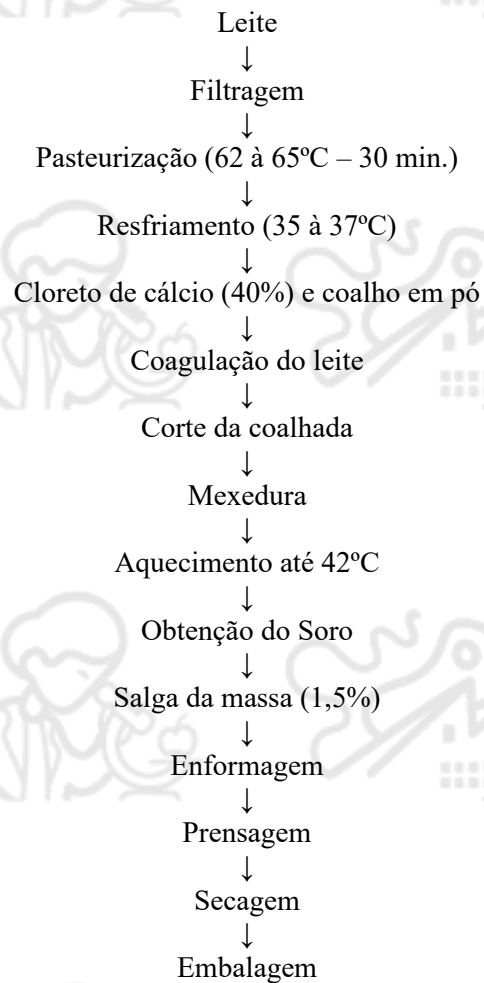 Leite
↓
Filtragem
↓
Pasteurização (62 à 65ºC – 30 min.)
↓
Resfriamento (35 à 37ºC)
↓
Cloreto de cálcio (40%) e coalho em pó
↓
Coagulação do leite
↓
Corte da coalhada
↓
Mexedura
↓
Aquecimento até 42ºC
↓
Obtenção do Soro
↓
Salga da massa (1,5%)
↓
Enformagem
↓
Prensagem
↓
Secagem
↓
Embalagem